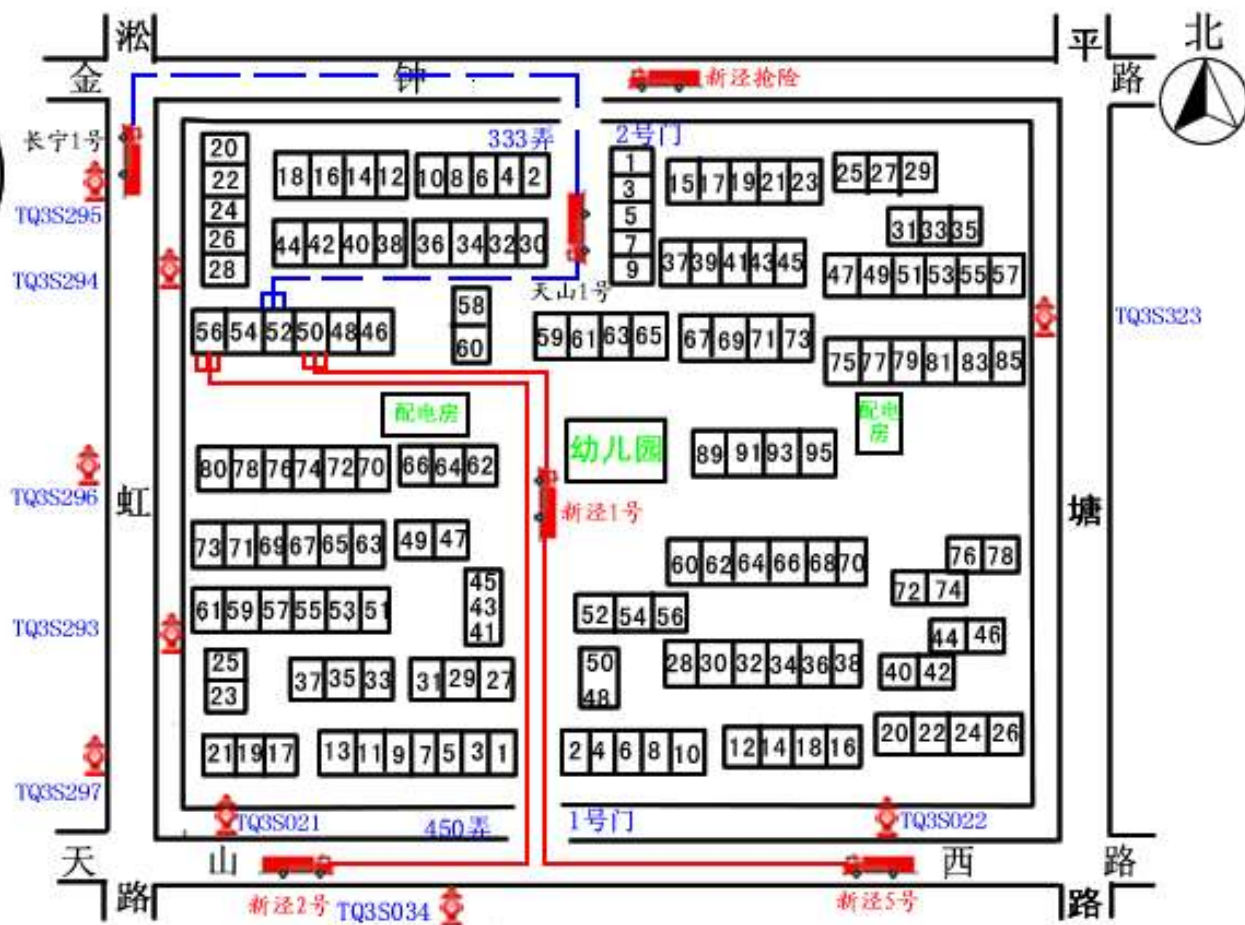 淞
平
北
金
钟
新泾抢险
路
长宁1号
333弄
2号门
20
22
24
26
28
18 16 14 12
10 8 6 4 2
1
3
5
7
9
15 17 19 21 23
25 27 29
31 33 35
TQ3S295
44 42 40 38
36 34 32 30
37 39 41 43 45
47 49 51 53 55 57
TQ3S294
天山1号
58
60
56 54 52 50 48 46
59 61 63 65
67 69 71 73
TQ3S323
75 77 79 81 83 85
配电房
配电
房
幼儿园
89 91 93 95
80 78 76 74 72 70
66 64 62
TQ3S296
虹
新泾1号
塘
73 71 69 67 65 63
49 47
60 62 64 66 68 70
76 78
72 74
45
43
41
61 59 57 55 53 51
52 54 56
TQ3S293
44 46
25
23
37 35 33
31 29 27
50
48
28 30 32 34 36 38
40 42
21 19 17
13 11 9 7 5 3 1
2 4 6 8 10
12 14 18 16
20 22 24 26
TQ3S297
TQ3S021
450弄
1号门
TQ3S022
天
山
西
路
路
新泾2号
TQ3S034
新泾5号
路